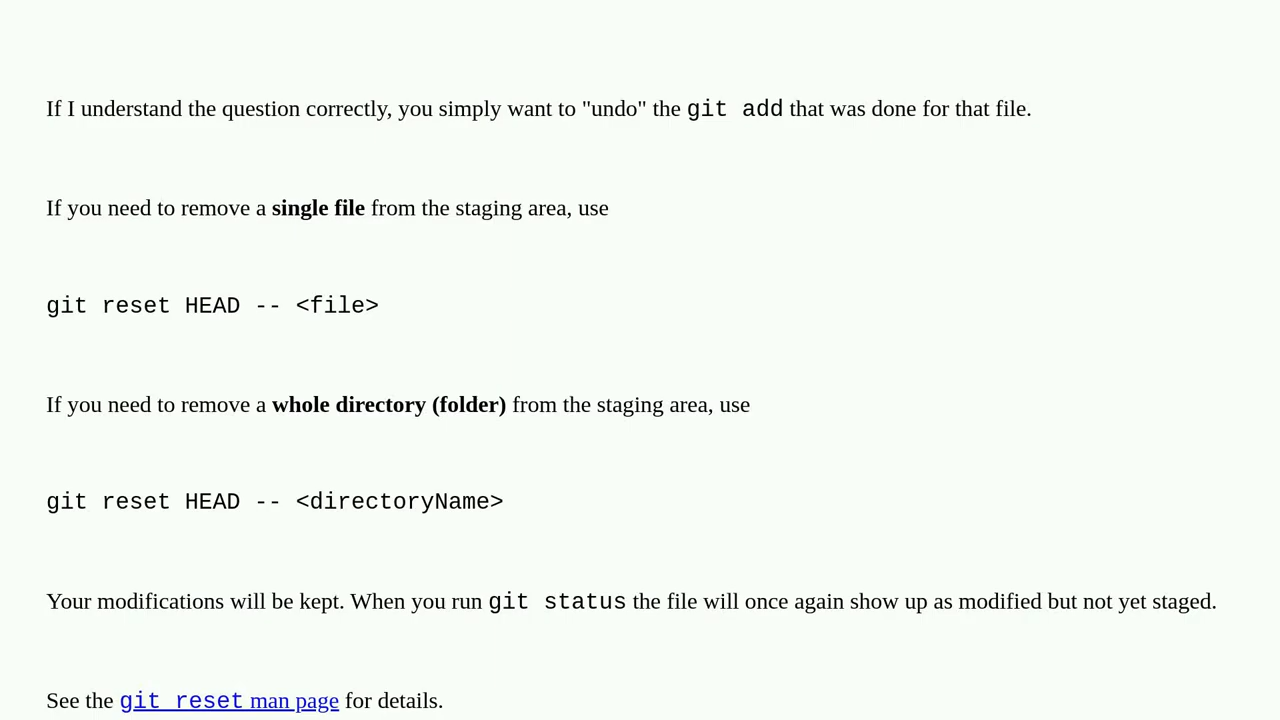 If I understand the question correctly, you simply want to "undo" the git add that was done for that file.
If you need to remove a single file from the staging area, use
git reset HEAD -- <file>
If you need to remove a whole directory (folder) from the staging area, use
git reset HEAD -- <directoryName>
Your modifications will be kept. When you run git status the file will once again show up as modified but not yet staged.
See the git reset man page for details.